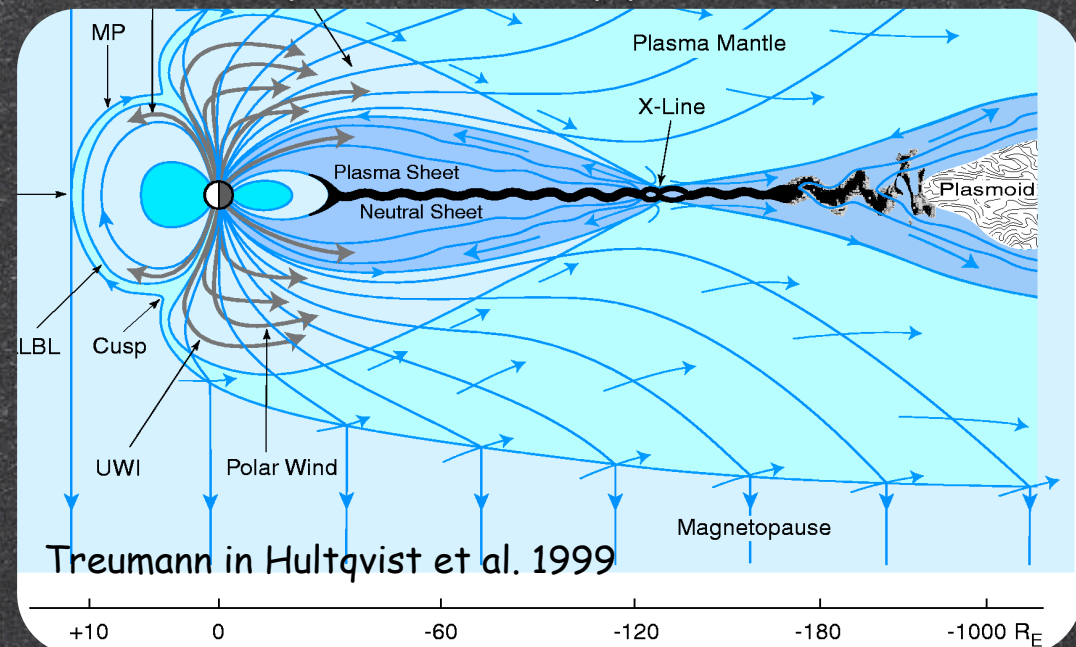 MP
Plasma Mantle
X-Line
Plasma Sheet
Neutral Sheet
Plasmoid
LBL
Cusp
UWI
Polar Wind
Magnetopause
Treumann in Hultqvist et al. 1999
+10 0 -60 -120 -180 -1000 RE